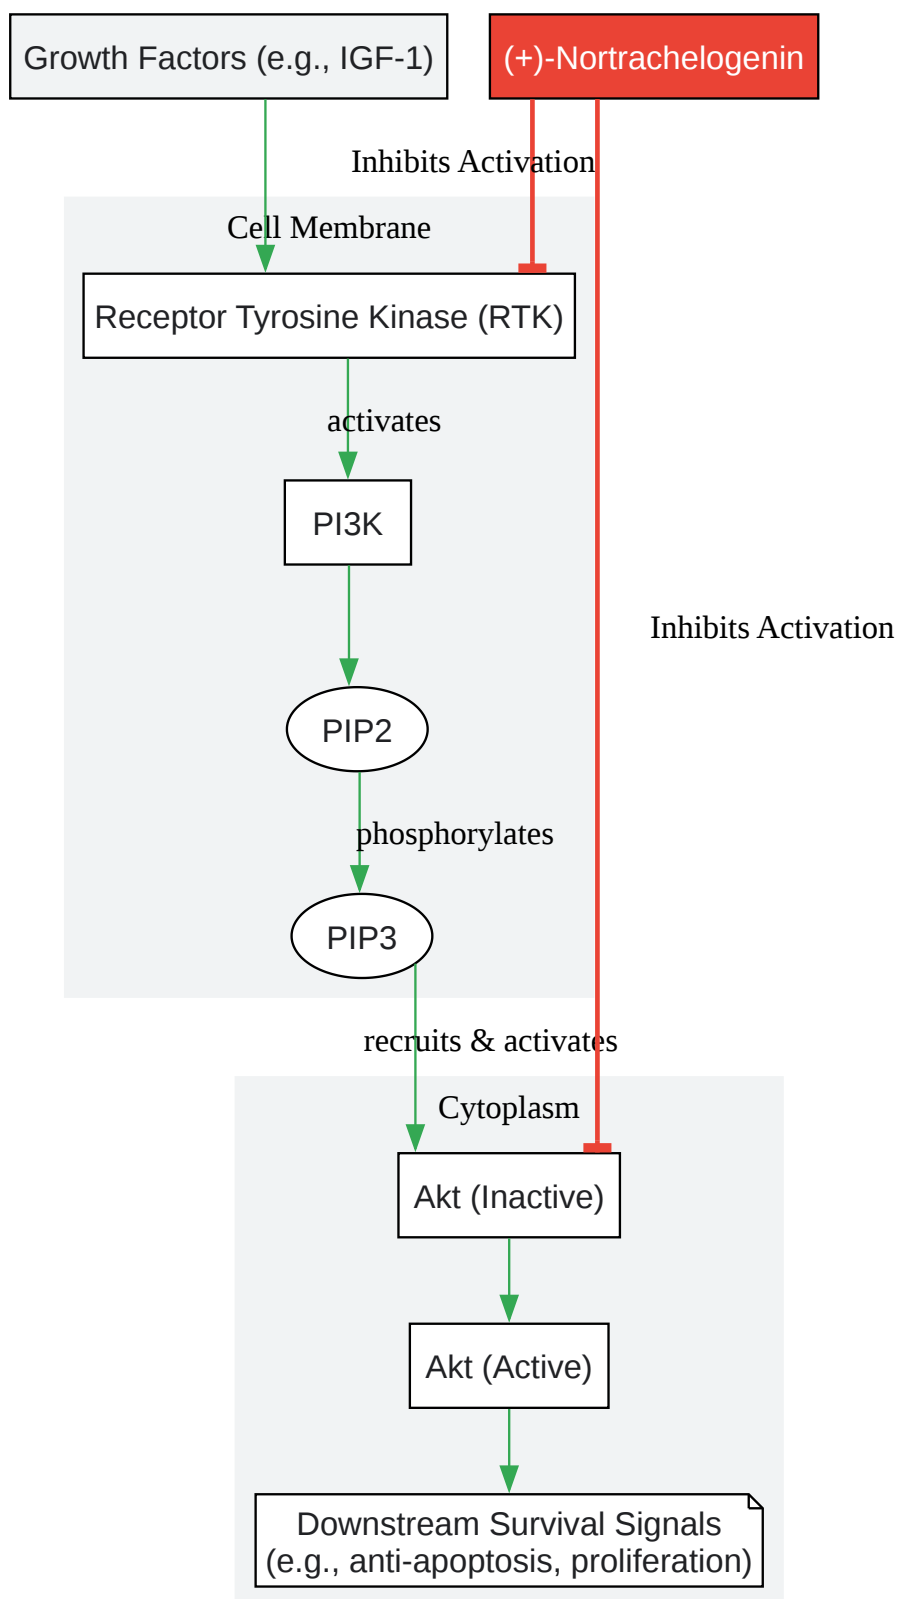 Growth Factors (e.g., IGF-1)
(+)-Nortrachelogenin
Inhibits Activation
Cell Membrane
Receptor Tyrosine Kinase (RTK)
activates
PI3K
Inhibits Activation
PIP2
phosphorylates
PIP3
recruits & activates
Cytoplasm
Akt (Inactive)
Akt (Active)
Downstream Survival Signals
(e.g., anti-apoptosis, proliferation)